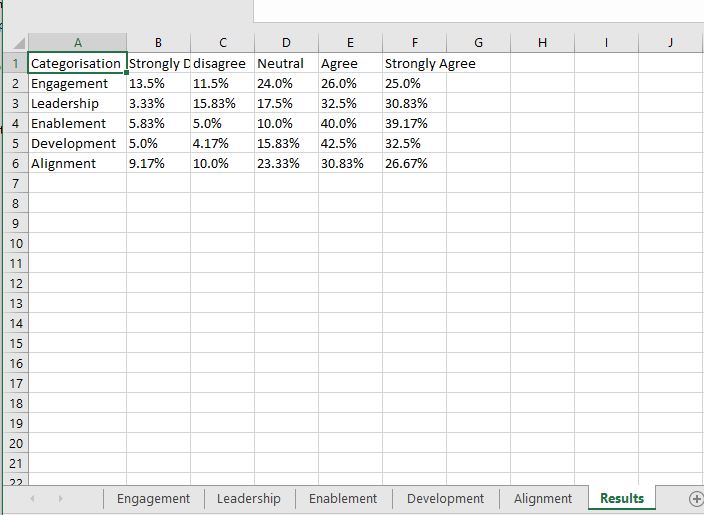 A B C D E F G H I J
1 Categorisation Strongly D disagree Neutral Agree Strongly Agree
2 Engagement 13.5% 11.5% 24.0% 26.0% 25.0%
3 Leadership 3.33% 15.83% 17.5% 32.5% 30.83%
4 Enablement 5.83% 5.0% 10.0% 40.0% 39.17%
5 Development 5.0% 4.17% 15.83% 42.5% 32.5%
6 Alignment 9.17% 10.0% 23.33% 30.83% 26.67%
7
8
9
10
11
12
13
14
15
16
17
18
19
20
21
22
Engagement Leadership Enablement Development Alignment Results